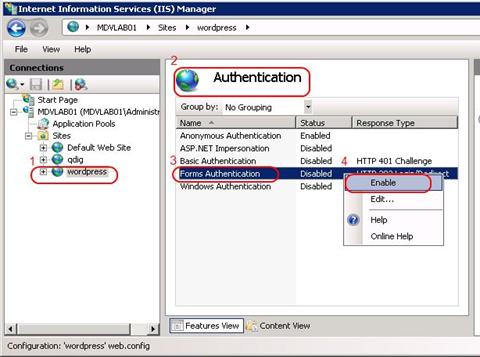 Internet Information Services (IIS) Manager
MDVLAB01 Sites wordpress
File View Help
Connections
Start Page
MDVLAB01 (MDVLAB01\Administr
Application Pools
Sites
Default Web Site
qdig
1 wordpress
2
Authentication
Group by: No Grouping
Name Status Response Type
Anonymous Authentication Enabled
ASP.NET Impersonation Disabled
Basic Authentication Disabled HTTP 401 Challenge
3 Forms Authentication Disabled HTTP 302 Login/Redirect
Windows Authentication Disabled
4 Enable
Edit...
Help
Online Help
Features View Content View
Configuration: 'wordpress' web.config